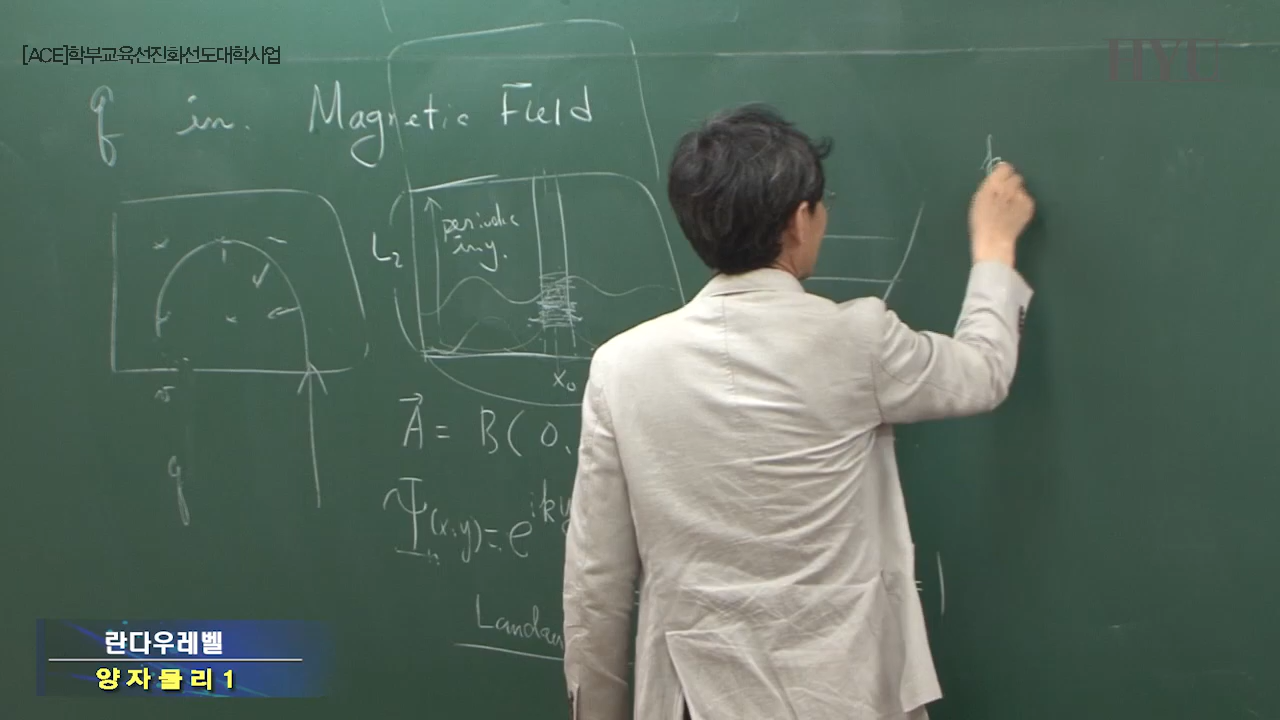 [ACE]학부교육선진화선도대학사업
HYU
q in. Magnetic Field
periodic
in y.
L₂
x₀
q
A⃗ = B( 0,
Ψ(x,y) = e^{iky
Landau
란다우레벨
양자물리1